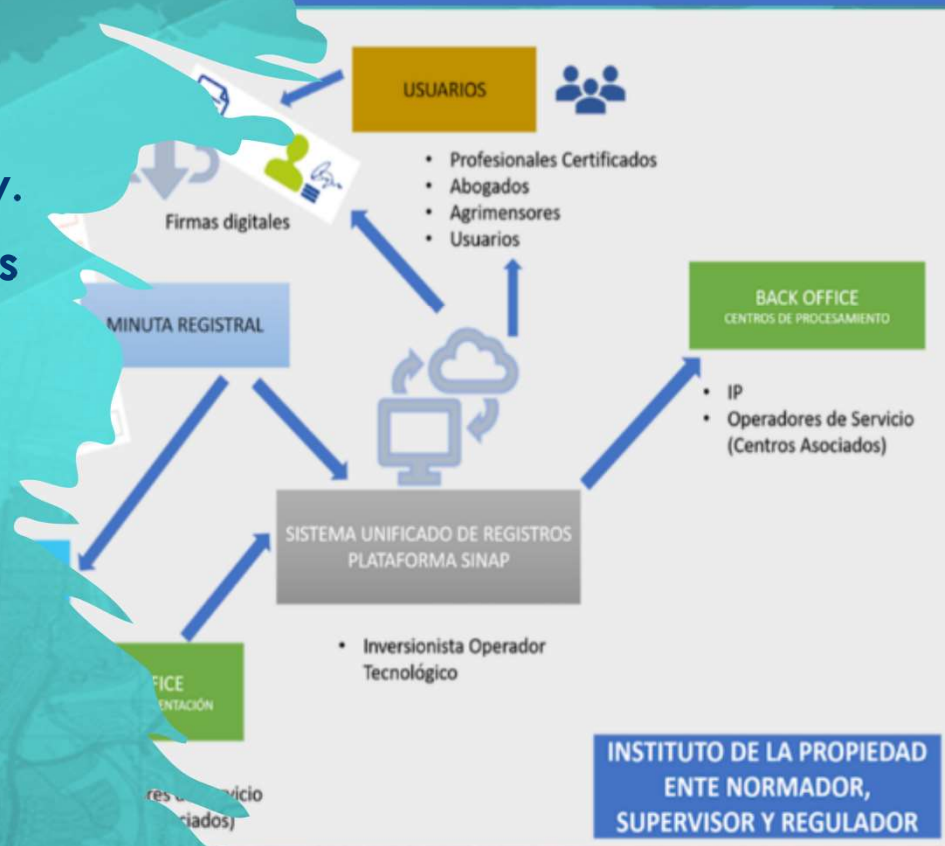 USUARIOS
• Profesionales Certificados
• Abogados
• Agrimensores
• Usuarios
Firmas digitales
MINUTA REGISTRAL
BACK OFFICE
CENTROS DE PROCESAMIENTO
• IP
• Operadores de Servicio
(Centros Asociados)
SISTEMA UNIFICADO DE REGISTROS
PLATAFORMA SINAP
• Inversionista Operador
Tecnológico
INSTITUTO DE LA PROPIEDAD
ENTE NORMADOR,
SUPERVISOR Y REGULADOR